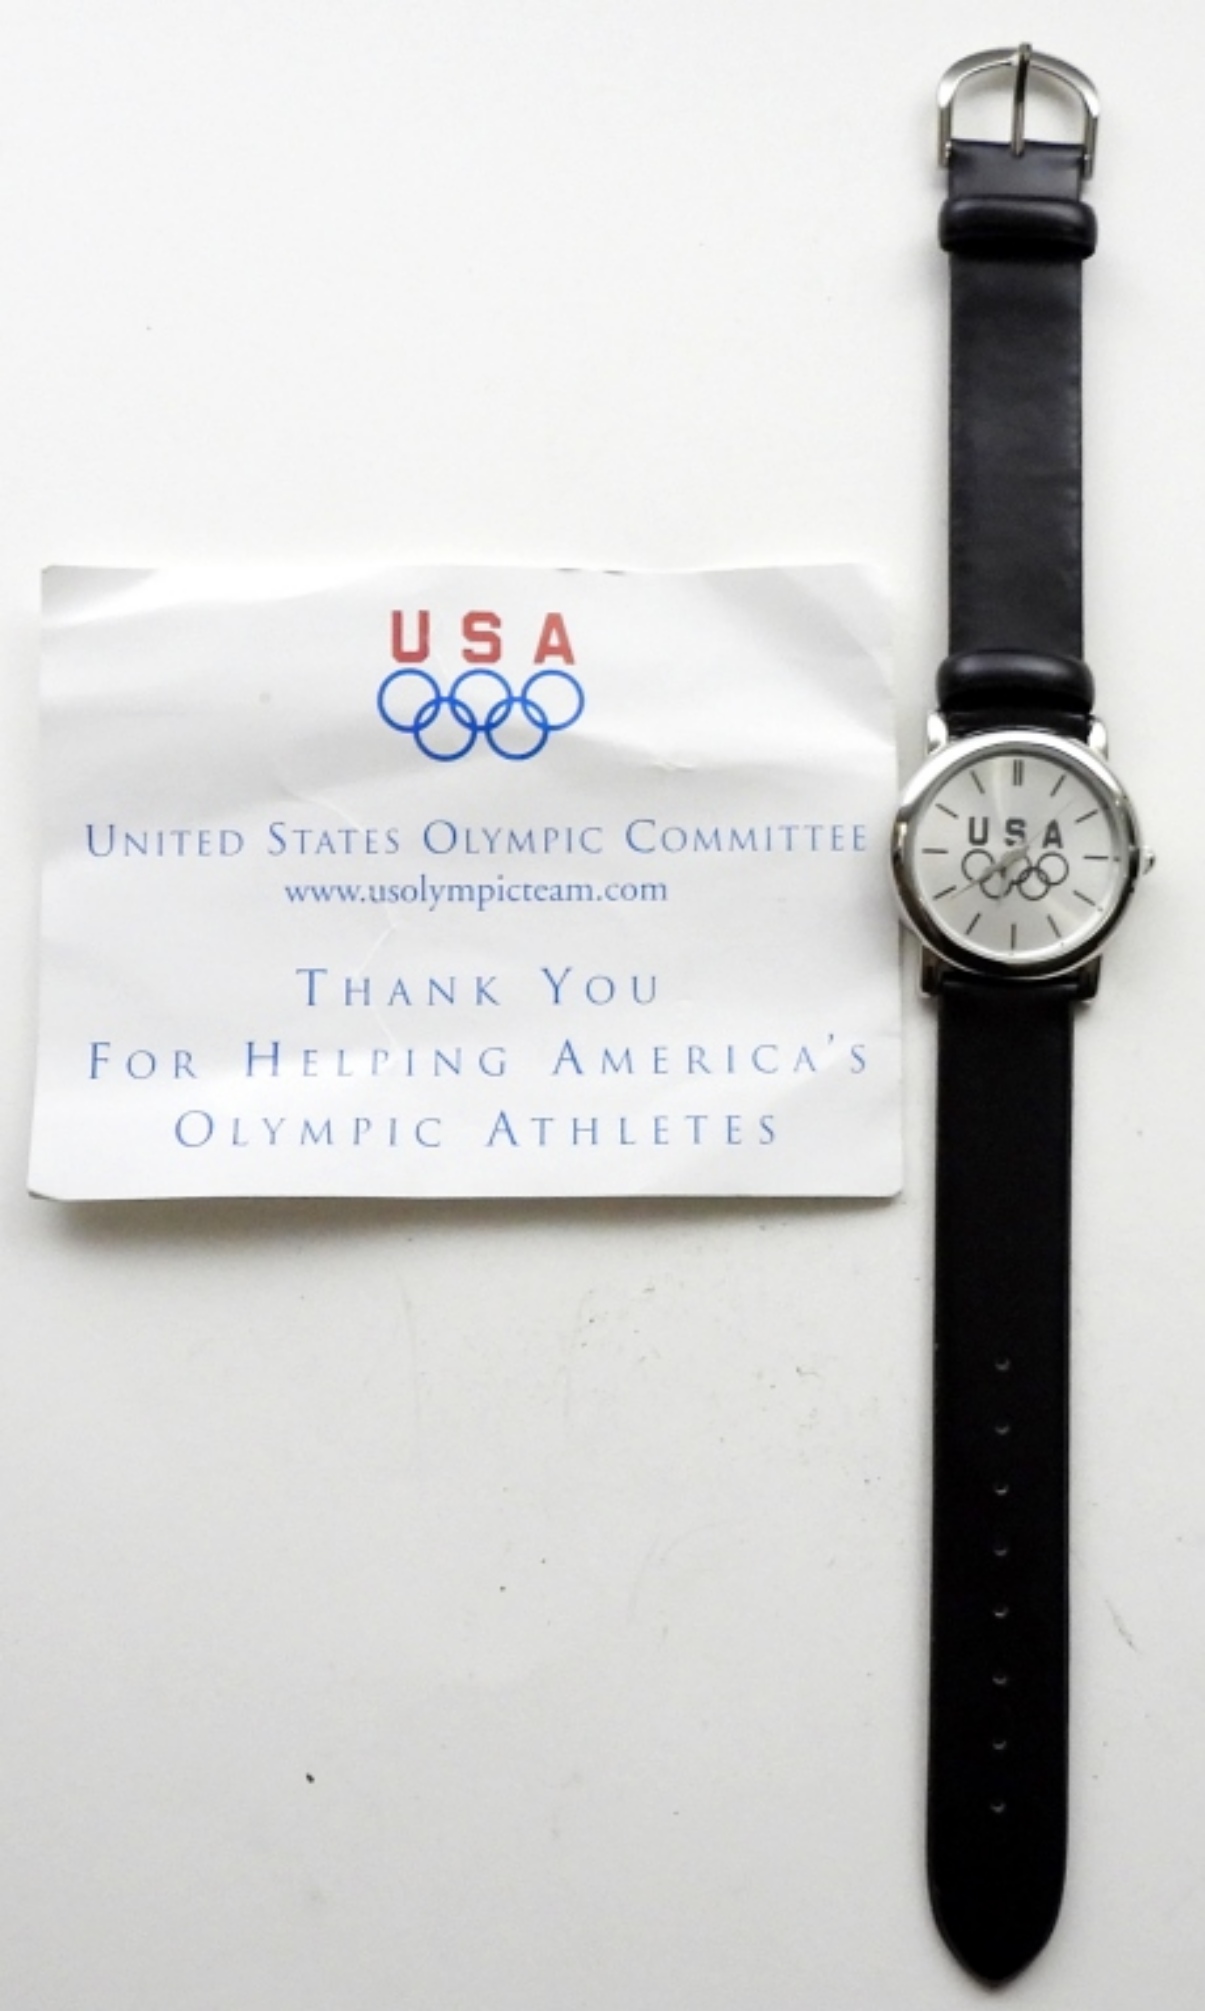 USA
UNITED STATES OLYMPIC COMMITTEE
www.usolympicteam.com
THANK YOU
FOR HELPING AMERICA'S
OLYMPIC ATHLETES
USA